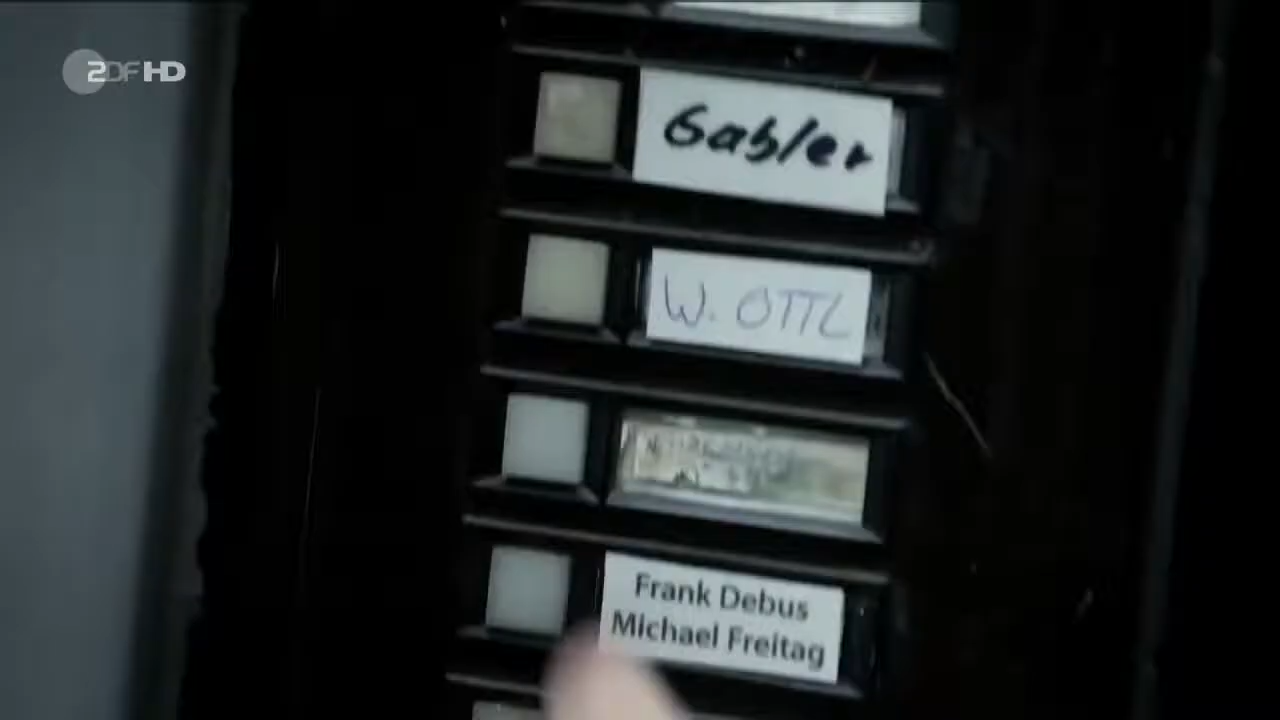 ZDF HD
Gabler
W. OTTL
Frank Debus
Michael Freitag